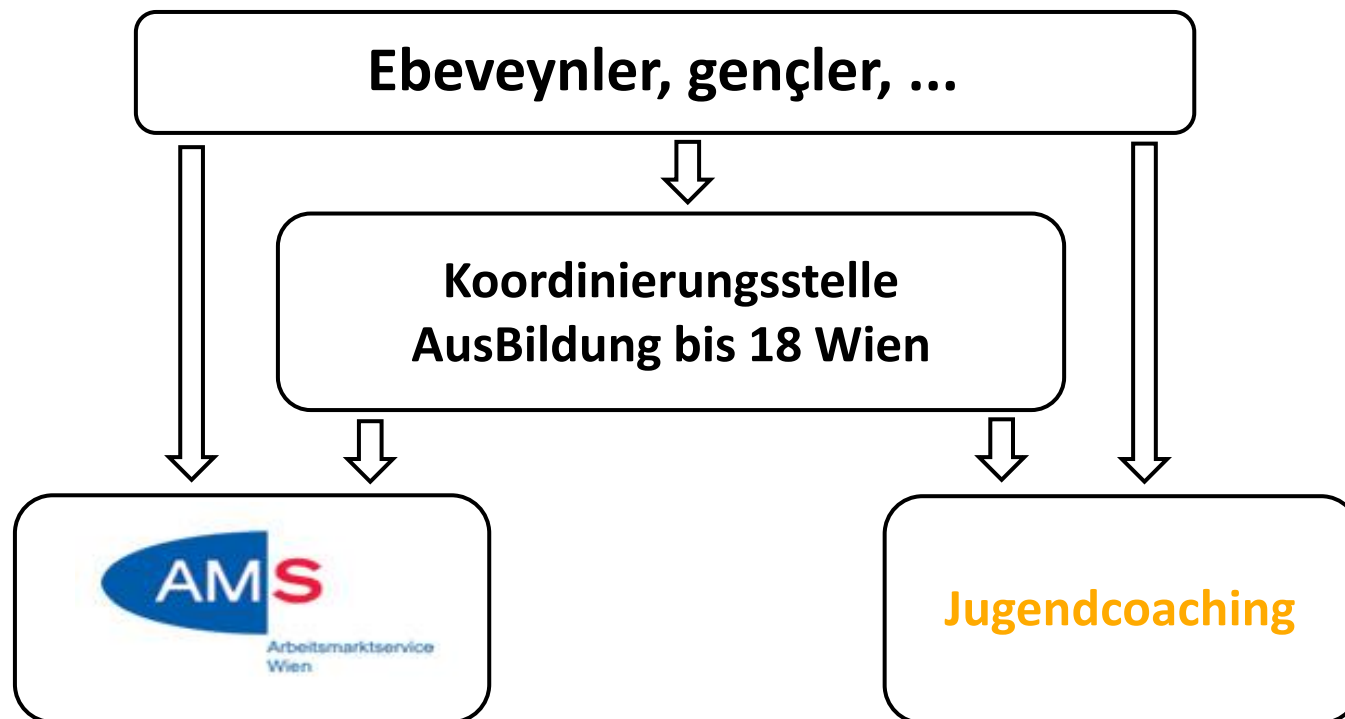 Ebeveynler, gençler, ...
Koordinierungsstelle
AusBildung bis 18 Wien
AMS
Arbeitsmarktservice
Wien
Jugendcoaching